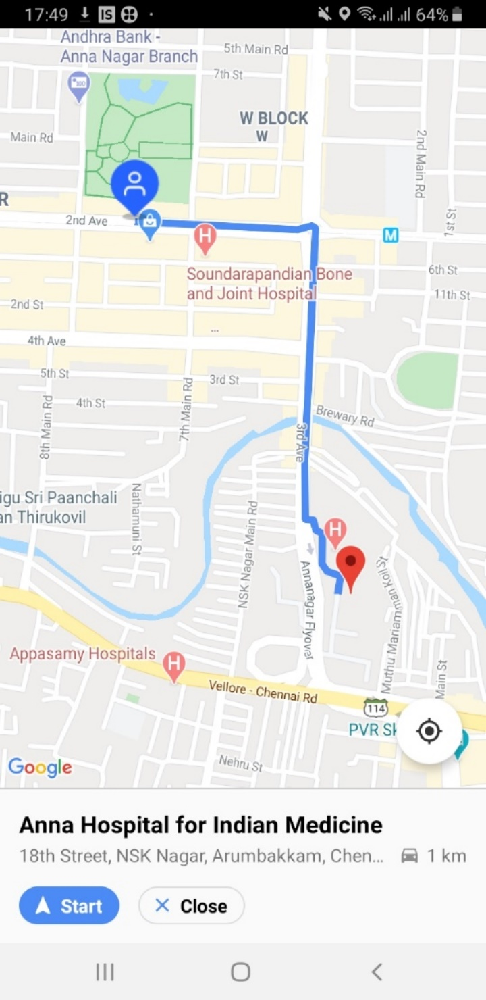 17:49
64%
Andhra Bank -
Anna Nagar Branch
5th Main Rd
7th St
W BLOCK
W
Main Rd
2nd Main Rd
R
2nd Ave
H
M
1st St
Soundarapandian Bone
and Joint Hospital
6th St
11th St
2nd St
...
4th Ave
5th St
3rd St
4th St
8th Main Rd
7th Main Rd
Brewary Rd
3rd Ave
igu Sri Paanchali
an Thirukovil
Nathamuni St
NSK Nagar Main Rd
H
Annanagar Flyover
Muthu Mariamman Koil St
Appasamy Hospitals
H
Vellore - Chennai Rd
114
Main St
PVR Sk
Google
Nehru St
Anna Hospital for Indian Medicine
18th Street, NSK Nagar, Arumbakkam, Chen... 1 km
Start
Close